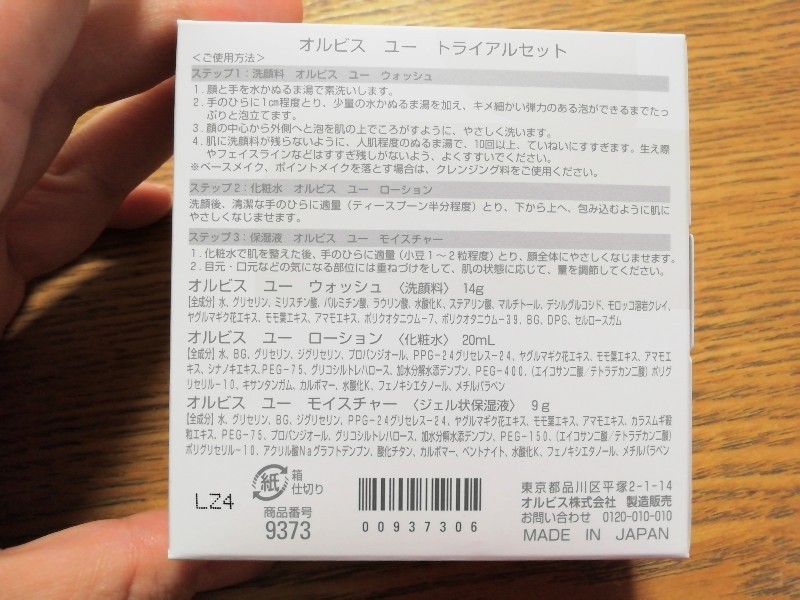 オルビス ユー トライアルセット
＜ご使用方法＞
ステップ1：洗顔料 オルビス ユー ウォッシュ
1. 顔と手を水かぬるま湯で素洗いします。
2. 手のひらに1cm程度とり、少量の水かぬるま湯を加え、キメ細かい弾力のある泡ができるまでたっ
ぷりと泡立てます。
3. 顔の中心から外側へと泡を肌の上でころがすように、やさしく洗います。
4. 肌に洗顔料が残らないように、人肌程度のぬるま湯で、10回以上、ていねいにすすぎます。生え際
やフェイスラインなどはすすぎ残しがないよう、よくすすいでください。
※ベースメイク、ポイントメイクを落とす場合は、クレンジング料をご使用ください。
ステップ2：化粧水 オルビス ユー ローション
洗顔後、清潔な手のひらに適量（ティースプーン半分程度）とり、下から上へ、包み込むように肌に
やさしくなじませます。
ステップ3：保湿液 オルビス ユー モイスチャー
1. 化粧水で肌を整えた後、手のひらに適量（小豆1～2粒程度）とり、顔全体にやさしくなじませます。
2. 目元・口元などの気になる部位には重ねづけをして、肌の状態に応じて、量を調節してください。
オルビス ユー ウォッシュ 〈洗顔料〉 14g
【全成分】水、グリセリン、ミリスチン酸、パルミチン酸、ラウリン酸、水酸化K、ステアリン酸、マルチトール、デシルグルコシド、モロッコ溶岩クレイ、
ヤグルマギク花エキス、モモ葉エキス、アマモエキス、ポリクオタニウム-7、ポリクオタニウム-39、BG、DPG、セルロースガム
オルビス ユー ローション 〈化粧水〉 20mL
【全成分】水、BG、グリセリン、ジグリセリン、プロパンジオール、PPG-24グリセレス-24、ヤグルマギク花エキス、モモ葉エキス、アマモエ
キス、シナノキエキス、PEG-75、グリコシルトレハロース、加水分解水添デンプン、PEG-400、(エイコサン二酸/テトラデカン二酸)ポリグ
リセリル-10、キサンタンガム、カルボマー、水酸化K、フェノキシエタノール、メチルパラベン
オルビス ユー モイスチャー 〈ジェル状保湿液〉 9g
【全成分】水、グリセリン、BG、ジグリセリン、PPG-24グリセレス-24、ヤグルマギク花エキス、モモ葉エキス、アマモエキス、カラスムギ穀
粒エキス、PEG-75、プロパンジオール、グリコシルトレハロース、加水分解水添デンプン、PEG-150、(エイコサン二酸/テトラデカン二酸)
ポリグリセリル-10、アクリル酸Naグラフトデンプン、酸化チタン、カルボマー、ベントナイト、水酸化K、フェノキシエタノール、メチルパラベン
LZ4
紙
箱
仕切り
商品番号
9373
00937306
東京都品川区平塚2-1-14
オルビス株式会社 製造販売
お問い合わせ 0120-010-010
MADE IN JAPAN